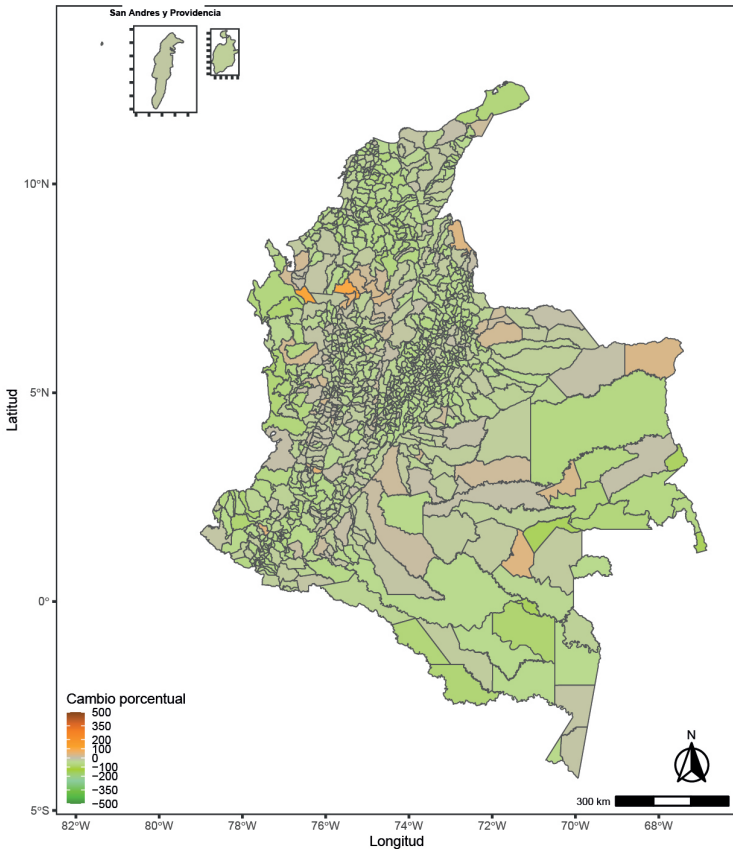 San Andres y Providencia
10°N
5°N
0°
5°S
Latitud
Cambio porcentual
500
350
200
100
0
−100
−200
−350
−500
N
300 km
82°W 80°W 78°W 76°W 74°W 72°W 70°W 68°W
Longitud